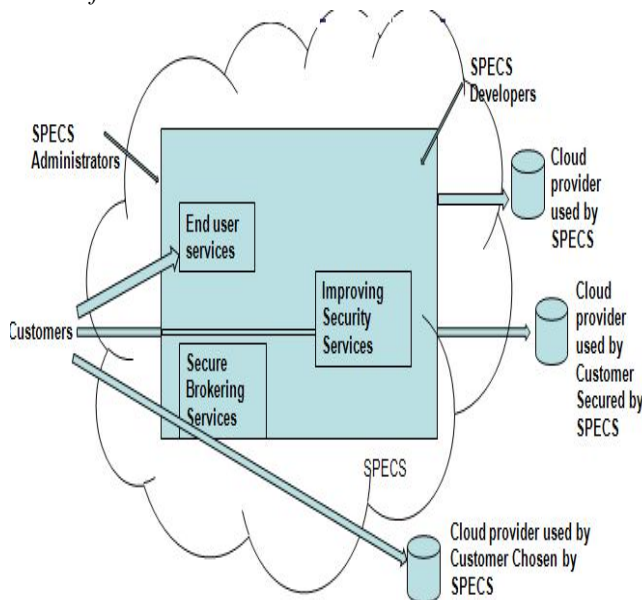 SPECS
Developers
SPECS
Administrators
Cloud
provider
used by
SPECS
End user
services
Improving
Security
Services
Customers
Cloud
provider
used by
Customer
Secured by
SPECS
Secure
Brokering
Services
SPECS
Cloud provider used by
Customer Chosen by
SPECS